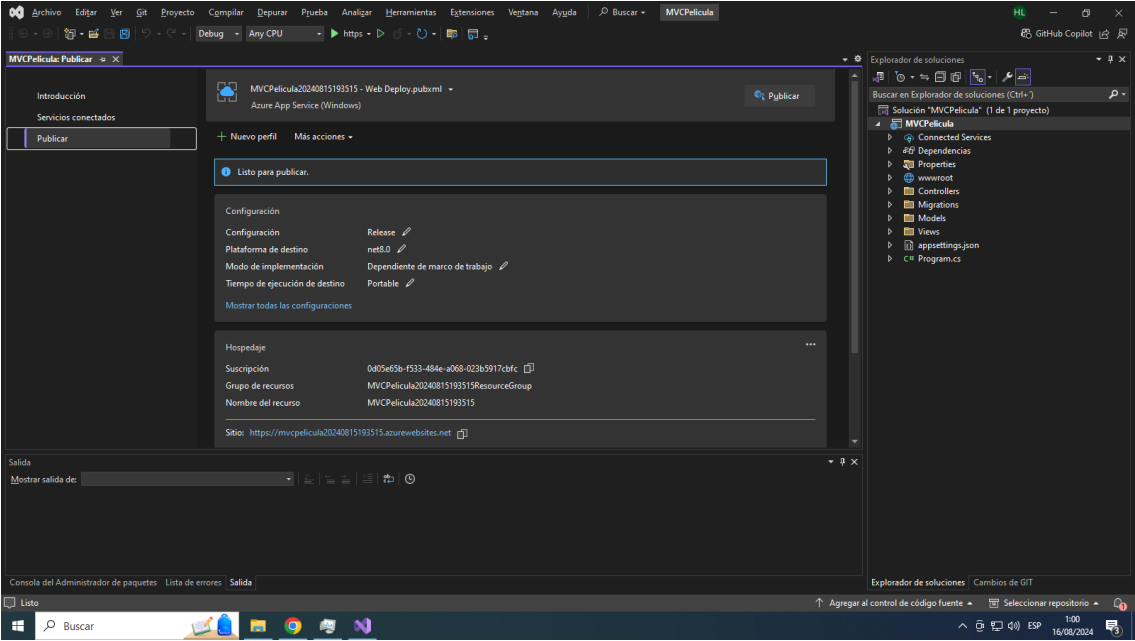 Archivo Editar Ver Git Proyecto Compilar Depurar Prueba Analizar Herramientas Extensiones Ventana Ayuda Buscar MVCPelicula HL
Debug Any CPU https GitHub Copilot
MVCPelicula: Publicar
Introducción
Servicios conectados
Publicar
MVCPelicula20240815193515 - Web Deploy.pubxml
Azure App Service (Windows)
Publicar
Nuevo perfil Más acciones
Listo para publicar.
Configuración
Configuración Release
Plataforma de destino net8.0
Modo de implementación Dependiente de marco de trabajo
Tiempo de ejecución de destino Portable
Mostrar todas las configuraciones
Hospedaje
Suscripción 0d05e65b-f533-484e-a068-023b5917cbfc
Grupo de recursos MVCPelicula20240815193515ResourceGroup
Nombre del recurso MVCPelicula20240815193515
Sitio: https://mvcpelicula20240815193515.azurewebsites.net
Explorador de soluciones
Buscar en Explorador de soluciones (Ctrl+´)
Solución "MVCPelicula" (1 de 1 proyecto)
MVCPelicula
Connected Services
Dependencias
Properties
wwwroot
Controllers
Migrations
Models
Views
appsettings.json
C# Program.cs
Salida
Mostrar salida de:
Consola del Administrador de paquetes Lista de errores Salida
Explorador de soluciones Cambios de GIT
Listo Agregar al control de código fuente Seleccionar repositorio 1
Buscar ESP 1:00
16/08/2024 3